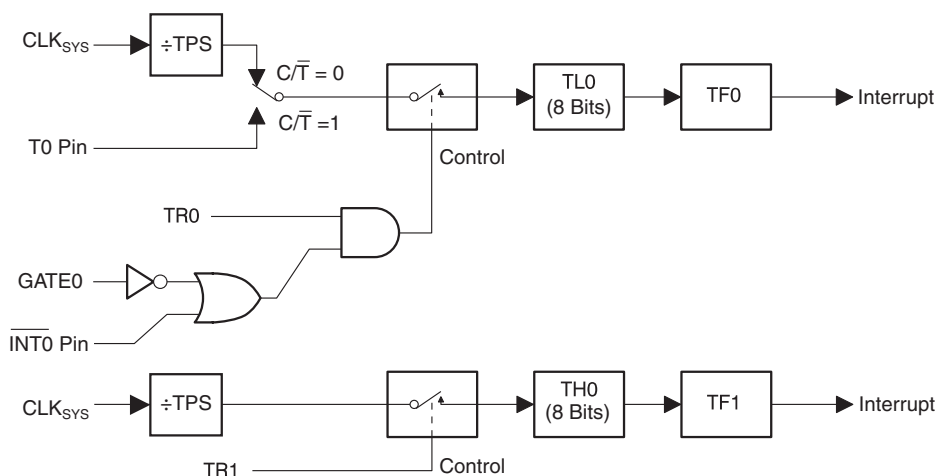 CLK_SYS
÷TPS
C/T̅ = 0
C/T̅ =1
T0 Pin
TL0
(8 Bits)
TF0
Interrupt
Control
TR0
GATE0
I̅N̅T̅0̅ Pin
CLK_SYS
÷TPS
TH0
(8 Bits)
TF1
Interrupt
TR1
Control